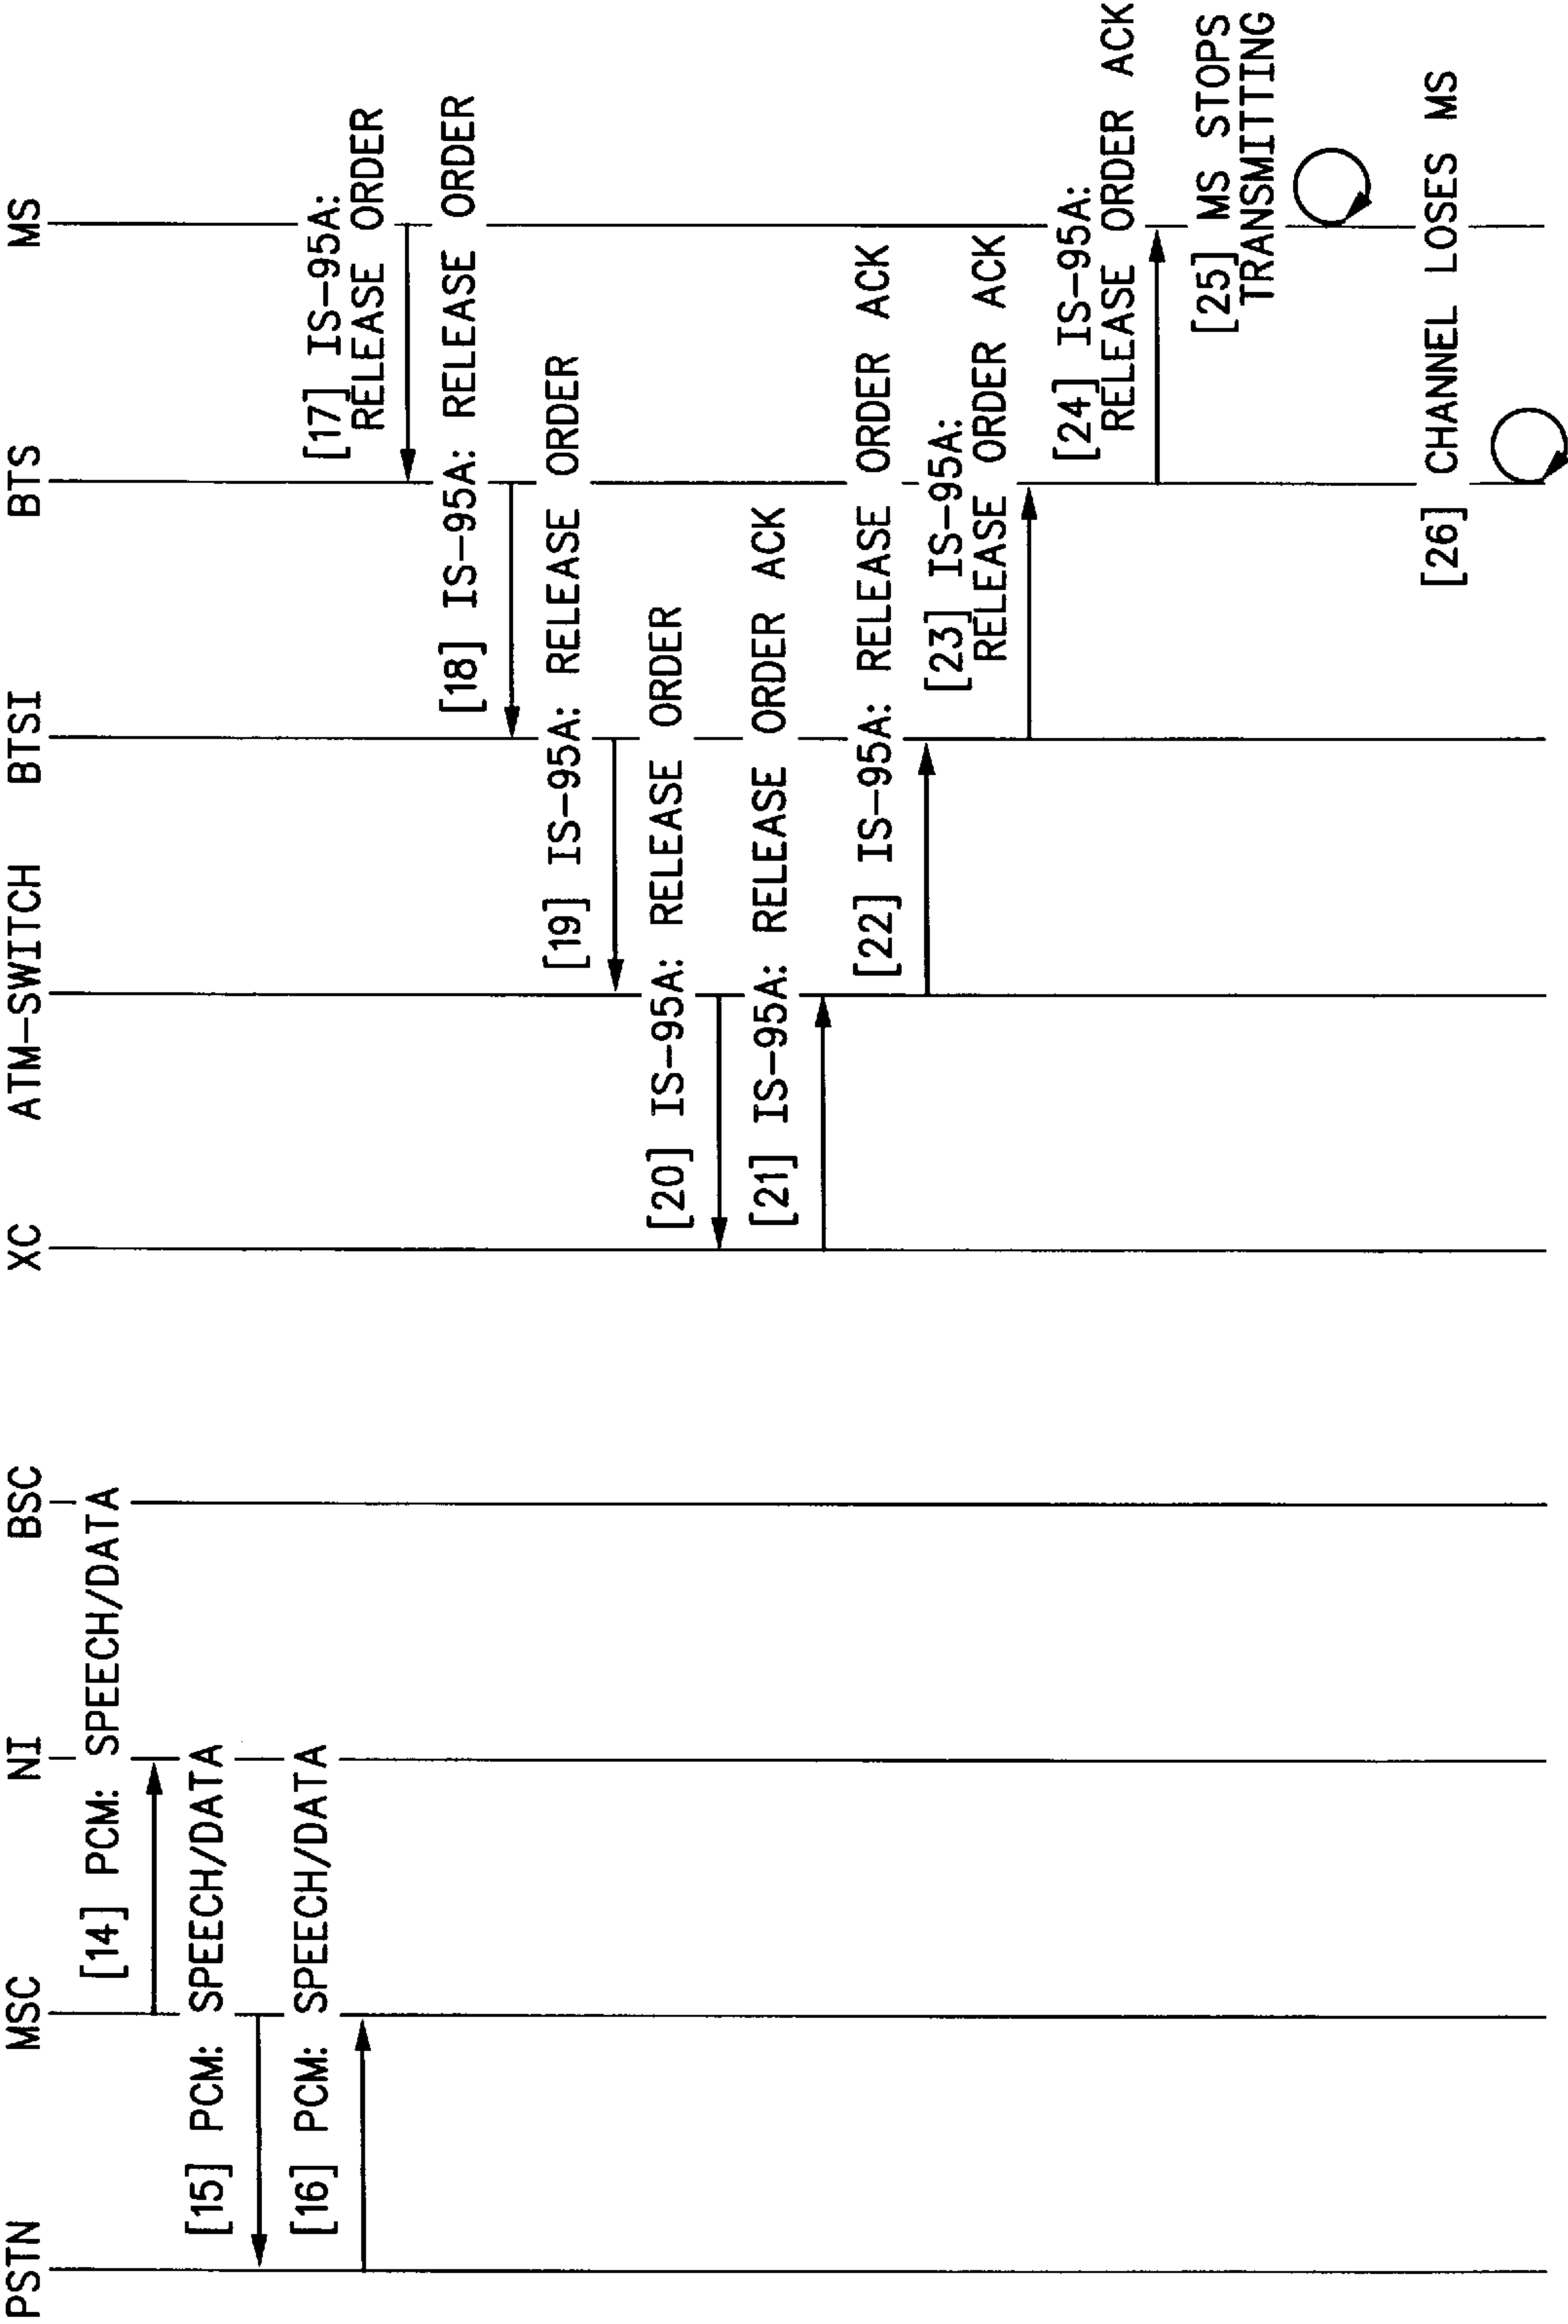 PSTN MSC NI BSC XC ATM-SWITCH BTSI BTS MS
[14] PCM: SPEECH/DATA
[15] PCM: SPEECH/DATA
[16] PCM: SPEECH/DATA
[17] IS-95A:
RELEASE ORDER
[18] IS-95A: RELEASE ORDER
[19] IS-95A: RELEASE ORDER
[20] IS-95A: RELEASE ORDER
[21] IS-95A: RELEASE ORDER ACK
[22] IS-95A: RELEASE ORDER ACK
[23] IS-95A:
RELEASE ORDER ACK
[24] IS-95A:
RELEASE ORDER ACK
[25] MS STOPS
TRANSMITTING
[26] CHANNEL LOSES MS